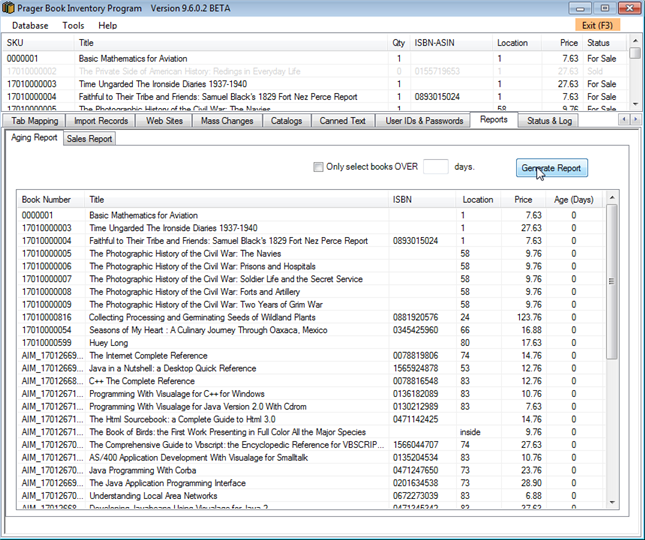 Prager Book Inventory Program Version 9.6.0.2 BETA
Database Tools Help Exit (F3)
SKU Title Qty ISBN-ASIN Location Price Status
0000001 Basic Mathematics for Aviation 1 1 7.63 For Sale
17010000002 The Private Side of American History: Redings in Everyday Life 0 0155719653 1 27.63 Sold
17010000003 Time Ungarded The Ironside Diaries 1937-1940 1 1 27.63 For Sale
17010000004 Faithful to Their Tribe and Friends: Samuel Black's 1829 Fort Nez Perce Report 1 0893015024 1 7.63 For Sale
17010000005 The Photographic History of the Civil War: The Navies 1 58 9.76 For Sale
Tab Mapping Import Records Web Sites Mass Changes Catalogs Canned Text User IDs & Passwords Reports Status & Log
Aging Report Sales Report
Only select books OVER days. Generate Report
Book Number Title ISBN Location Price Age (Days)
0000001 Basic Mathematics for Aviation 1 7.63 0
17010000003 Time Ungarded The Ironside Diaries 1937-1940 1 27.63 0
17010000004 Faithful to Their Tribe and Friends: Samuel Black's 1829 Fort Nez Perce Report 0893015024 1 7.63 0
17010000005 The Photographic History of the Civil War: The Navies 58 9.76 0
17010000006 The Photographic History of the Civil War: Prisons and Hospitals 58 9.76 0
17010000007 The Photographic History of the Civil War: Soldier Life and the Secret Service 58 9.76 0
17010000008 The Photographic History of the Civil War: Forts and Artillery 58 9.76 0
17010000009 The Photographic History of the Civil War: Two Years of Grim War 58 9.76 0
17010000816 Collecting Processing and Germinating Seeds of Wildland Plants 0881920576 24 123.76 0
17010000054 Seasons of My Heart : A Culinary Journey Through Oaxaca, Mexico 0345425960 66 16.88 0
17010000599 Huey Long 80 17.63 0
AIM_17012669... The Internet Complete Reference 0078819806 74 14.76 0
AIM_17012669... Java in a Nutshell: a Desktop Quick Reference 1565924878 53 12.76 0
AIM_17012668... C++ The Complete Reference 0078816548 83 12.76 0
AIM_17012671... Programming With Visualage for C++ for Windows 0136182089 83 10.76 0
AIM_17012671... Programming With Visualage for Java Version 2.0 With Cdrom 0130212989 83 7.63 0
AIM_17012671... The Html Sourcebook: a Complete Guide to Html 3.0 0471142425 14.76 0
AIM_17012671... The Book of Birds: the First Work Presenting in Full Color All the Major Species inside 9.76 0
AIM_17012670... The Comprehensive Guide to Vbscript: the Encyclopedic Reference for VBSCRIP... 1566044707 74 27.63 0
AIM_17012671... AS/400 Application Development With Visualage for Smalltalk 0135204534 83 10.76 0
AIM_17012670... Java Programming With Corba 0471247650 73 23.76 0
AIM_17012670... The Java Application Programming Interface 0201634538 73 28.90 0
AIM_17012670... Understanding Local Area Networks 0672273039 83 6.88 0
AIM_17012668... Developing Javabeans Using Visualage for Java 2 0471345342 83 37.63 0